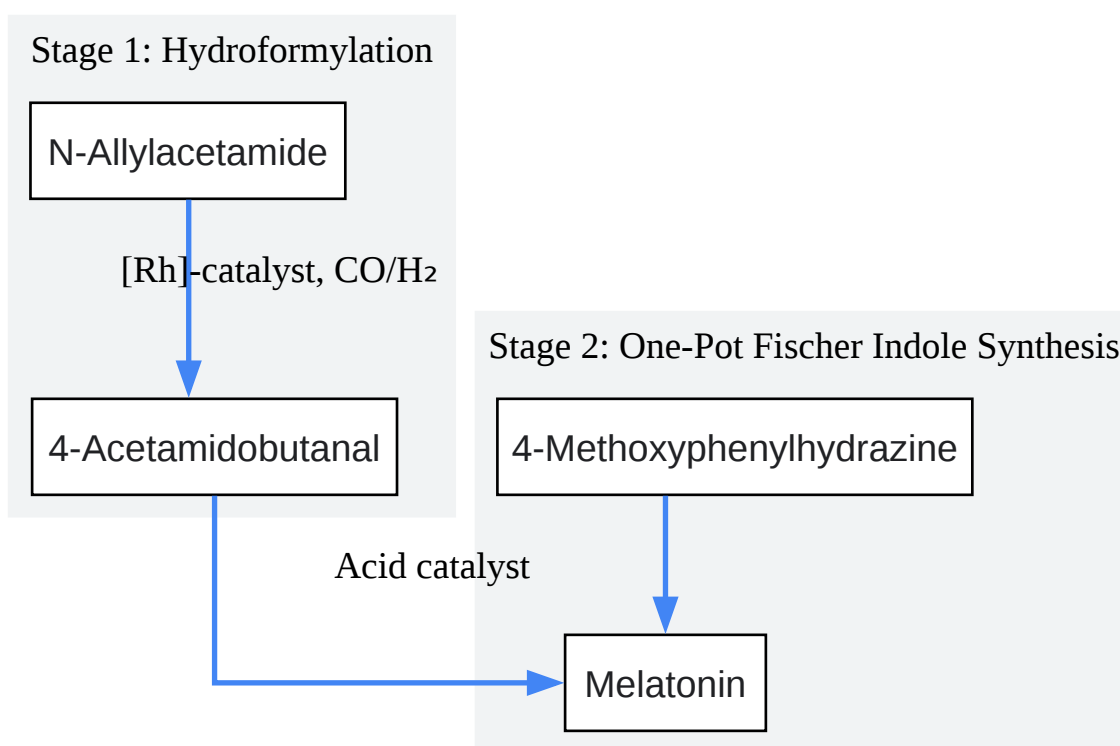 Stage 1: Hydroformylation
N-Allylacetamide
[Rh]-catalyst, CO/H₂
4-Acetamidobutanal
Stage 2: One-Pot Fischer Indole Synthesis
4-Methoxyphenylhydrazine
Acid catalyst
Melatonin